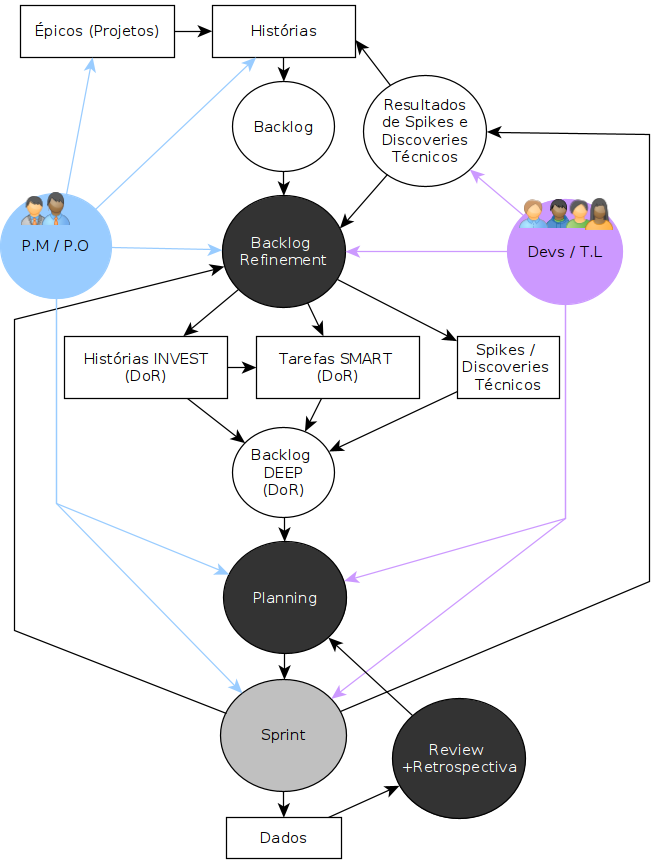 Épicos (Projetos)
Histórias
Backlog
Resultados
de Spikes e
Discoveries
Técnicos
P.M / P.O
Backlog
Refinement
Devs / T.L
Histórias INVEST
(DoR)
Tarefas SMART
(DoR)
Spikes /
Discoveries
Técnicos
Backlog
DEEP
(DoR)
Planning
Sprint
Review
+Retrospectiva
Dados